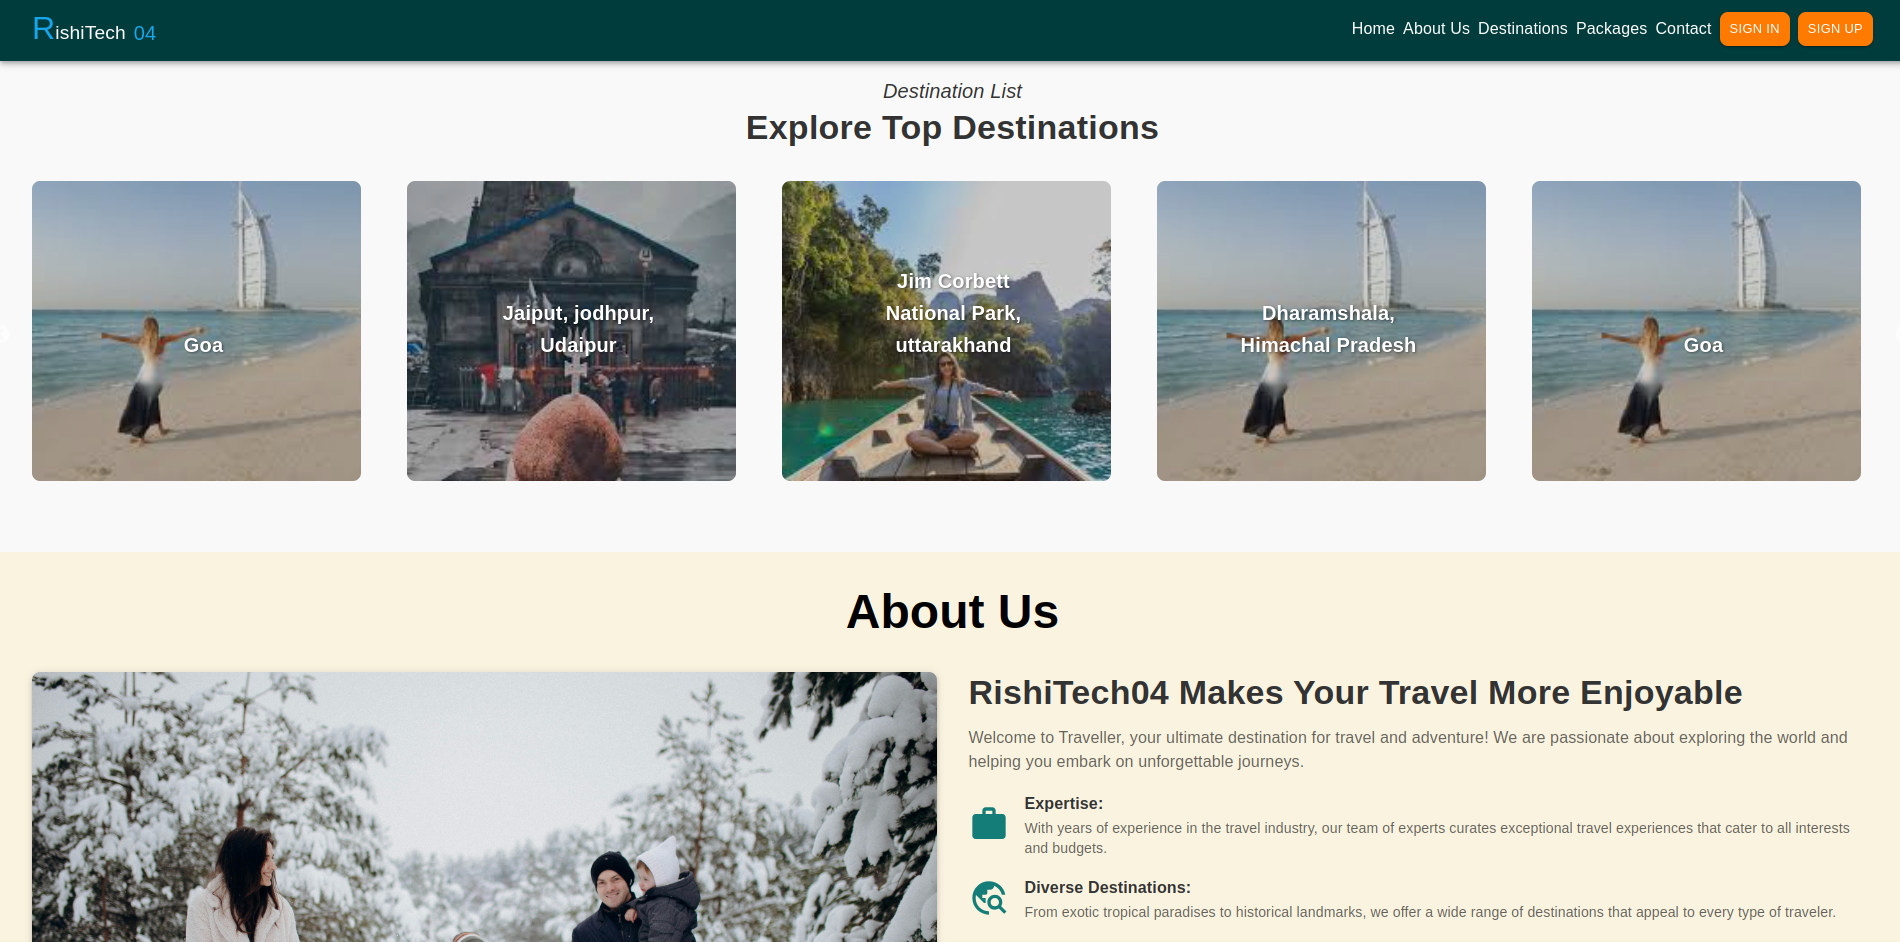 RishiTech 04
Home About Us Destinations Packages Contact SIGN IN SIGN UP
Destination List
Explore Top Destinations
Goa
Jaiput, jodhpur,
Udaipur
Jim Corbett
National Park,
uttarakhand
Dharamshala,
Himachal Pradesh
Goa
About Us
RishiTech04 Makes Your Travel More Enjoyable
Welcome to Traveller, your ultimate destination for travel and adventure! We are passionate about exploring the world and
helping you embark on unforgettable journeys.
Expertise:
With years of experience in the travel industry, our team of experts curates exceptional travel experiences that cater to all interests
and budgets.
Diverse Destinations:
From exotic tropical paradises to historical landmarks, we offer a wide range of destinations that appeal to every type of traveler.